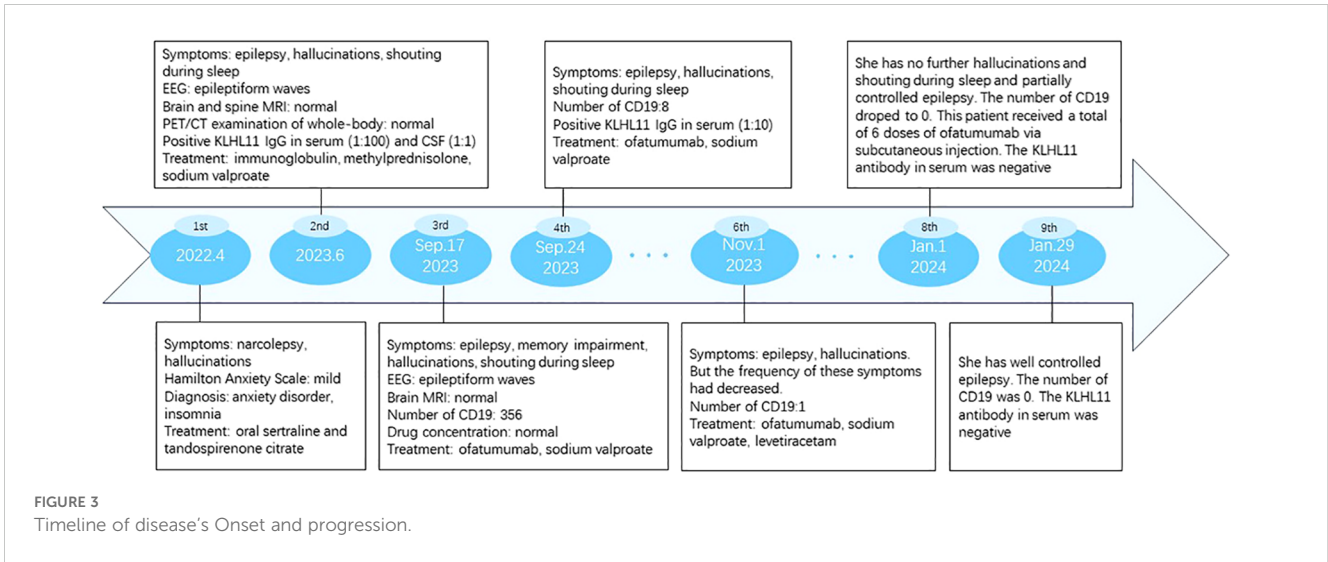 Symptoms: epilepsy, hallucinations, shouting
during sleep
EEG: epileptiform waves
Brain and spine MRI: normal
PET/CT examination of whole-body: normal
Positive KLHL11 IgG in serum (1:100) and CSF (1:1)
Treatment: immunoglobulin, methylprednisolone,
sodium valproate
Symptoms: epilepsy, hallucinations,
shouting during sleep
Number of CD19:8
Positive KLHL11 IgG in serum (1:10)
Treatment: ofatumumab, sodium
valproate
She has no further hallucinations and
shouting during sleep and partially
controlled epilepsy. The number of CD19
droped to 0. This patient received a total
of 6 doses of ofatumumab via
subcutaneous injection. The KLHL11
antibody in serum was negative
1st
2022.4
2nd
2023.6
3rd
Sep.17
2023
4th
Sep.24
2023
6th
Nov.1
2023
8th
Jan.1
2024
9th
Jan.29
2024
Symptoms: narcolepsy,
hallucinations
Hamilton Anxiety Scale: mild
Diagnosis: anxiety disorder,
insomnia
Treatment: oral sertraline and
tandospirenone citrate
Symptoms: epilepsy, memory impairment,
hallucinations, shouting during sleep
EEG: epileptiform waves
Brain MRI: normal
Number of CD19: 356
Drug concentration: normal
Treatment: ofatumumab, sodium valproate
Symptoms: epilepsy, hallucinations.
But the frequency of these symptoms
had decreased.
Number of CD19:1
Treatment: ofatumumab, sodium
valproate, levetiracetam
She has well controlled
epilepsy. The number of
CD19 was 0. The KLHL11
antibody in serum was
negative
FIGURE 3
Timeline of disease's Onset and progression.